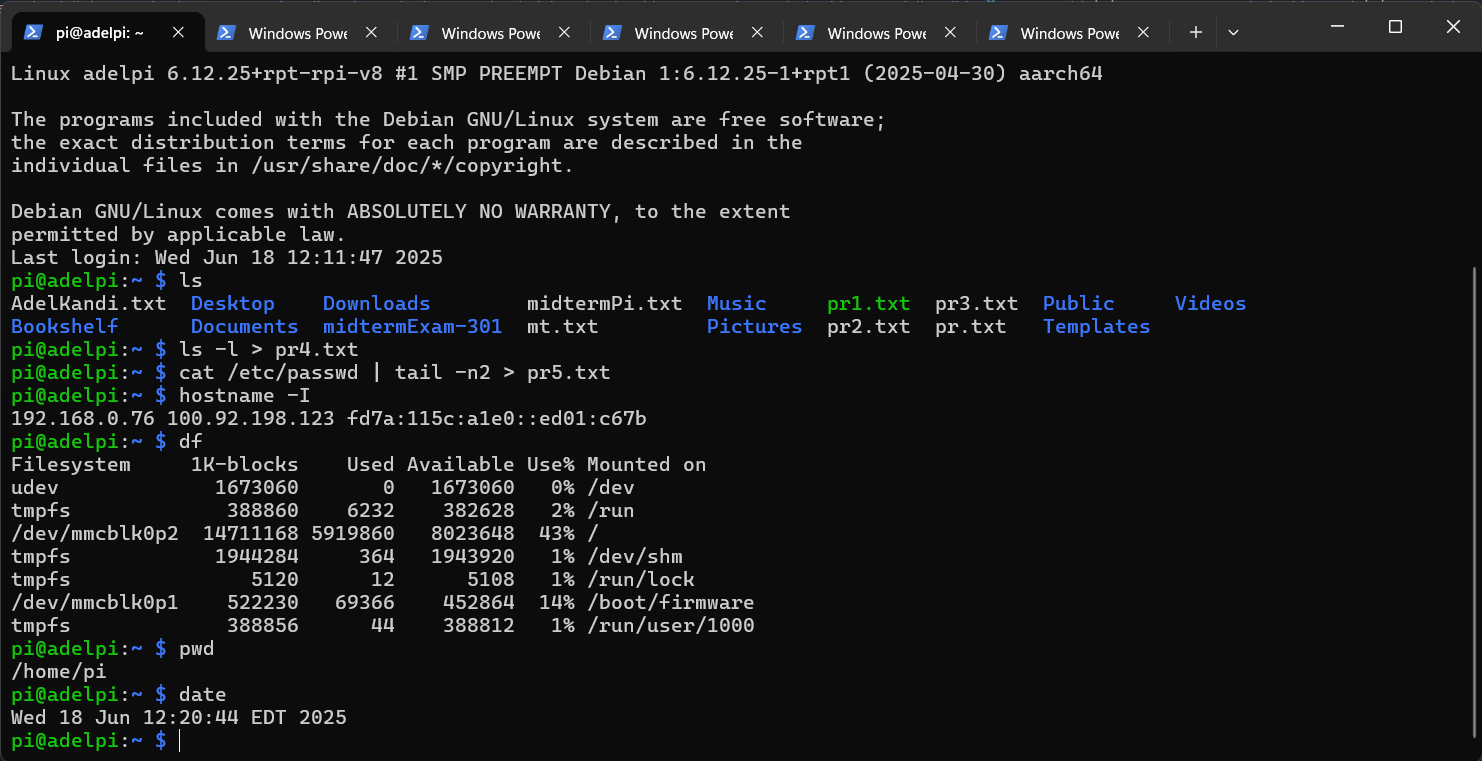 pi@adelpi: ~ Windows Powe Windows Powe Windows Powe Windows Powe Windows Powe
Linux adelpi 6.12.25+rpt-rpi-v8 #1 SMP PREEMPT Debian 1:6.12.25-1+rpt1 (2025-04-30) aarch64
The programs included with the Debian GNU/Linux system are free software;
the exact distribution terms for each program are described in the
individual files in /usr/share/doc/*/copyright.
Debian GNU/Linux comes with ABSOLUTELY NO WARRANTY, to the extent
permitted by applicable law.
Last login: Wed Jun 18 12:11:47 2025
pi@adelpi:~ $ ls
AdelKandi.txt  Desktop    Downloads        midtermPi.txt  Music     pr1.txt  pr3.txt  Public     Videos
Bookshelf      Documents  midtermExam-301  mt.txt         Pictures  pr2.txt  pr.txt   Templates
pi@adelpi:~ $ ls -l > pr4.txt
pi@adelpi:~ $ cat /etc/passwd | tail -n2 > pr5.txt
pi@adelpi:~ $ hostname -I
192.168.0.76 100.92.198.123 fd7a:115c:a1e0::ed01:c67b
pi@adelpi:~ $ df
Filesystem     1K-blocks    Used Available Use% Mounted on
udev             1673060       0   1673060   0% /dev
tmpfs             388860    6232    382628   2% /run
/dev/mmcblk0p2  14711168 5919860   8023648  43% /
tmpfs            1944284     364   1943920   1% /dev/shm
tmpfs               5120      12      5108   1% /run/lock
/dev/mmcblk0p1    522230   69366    452864  14% /boot/firmware
tmpfs             388856      44    388812   1% /run/user/1000
pi@adelpi:~ $ pwd
/home/pi
pi@adelpi:~ $ date
Wed 18 Jun 12:20:44 EDT 2025
pi@adelpi:~ $